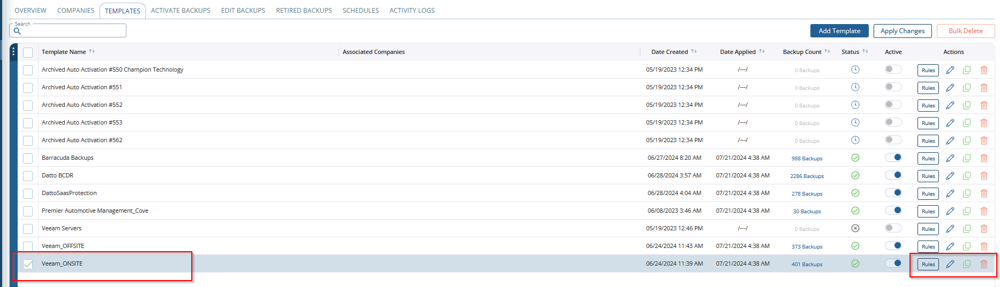 OVERVIEW COMPANIES TEMPLATES ACTIVATE BACKUPS EDIT BACKUPS RETIRED BACKUPS SCHEDULES ACTIVITY LOGS
Search
Add Template Apply Changes Bulk Delete
Template Name Associated Companies Date Created Date Applied Backup Count Status Active Actions
Archived Auto Activation #550 Champion Technology 05/19/2023 12:34 PM /---/ 0 Backups Rules
Archived Auto Activation #551 05/19/2023 12:34 PM /---/ 0 Backups Rules
Archived Auto Activation #552 05/19/2023 12:34 PM /---/ 0 Backups Rules
Archived Auto Activation #553 05/19/2023 12:34 PM /---/ 0 Backups Rules
Archived Auto Activation #562 05/19/2023 12:34 PM /---/ 0 Backups Rules
Barracuda Backups 06/27/2024 8:20 AM 07/21/2024 4:38 AM 988 Backups Rules
Datto BCDR 06/28/2024 3:57 AM 07/21/2024 4:38 AM 2286 Backups Rules
DattoSaasProtection 06/28/2024 4:04 AM 07/21/2024 4:38 AM 278 Backups Rules
Premier Automotive Management_Cove 06/08/2023 3:46 AM 07/21/2024 4:38 AM 30 Backups Rules
Veeam Servers 05/19/2023 12:46 PM /---/ 0 Backups Rules
Veeam_OFFSITE 06/24/2024 11:43 AM 07/21/2024 4:38 AM 373 Backups Rules
Veeam_ONSITE 06/24/2024 11:39 AM 07/21/2024 4:38 AM 401 Backups Rules